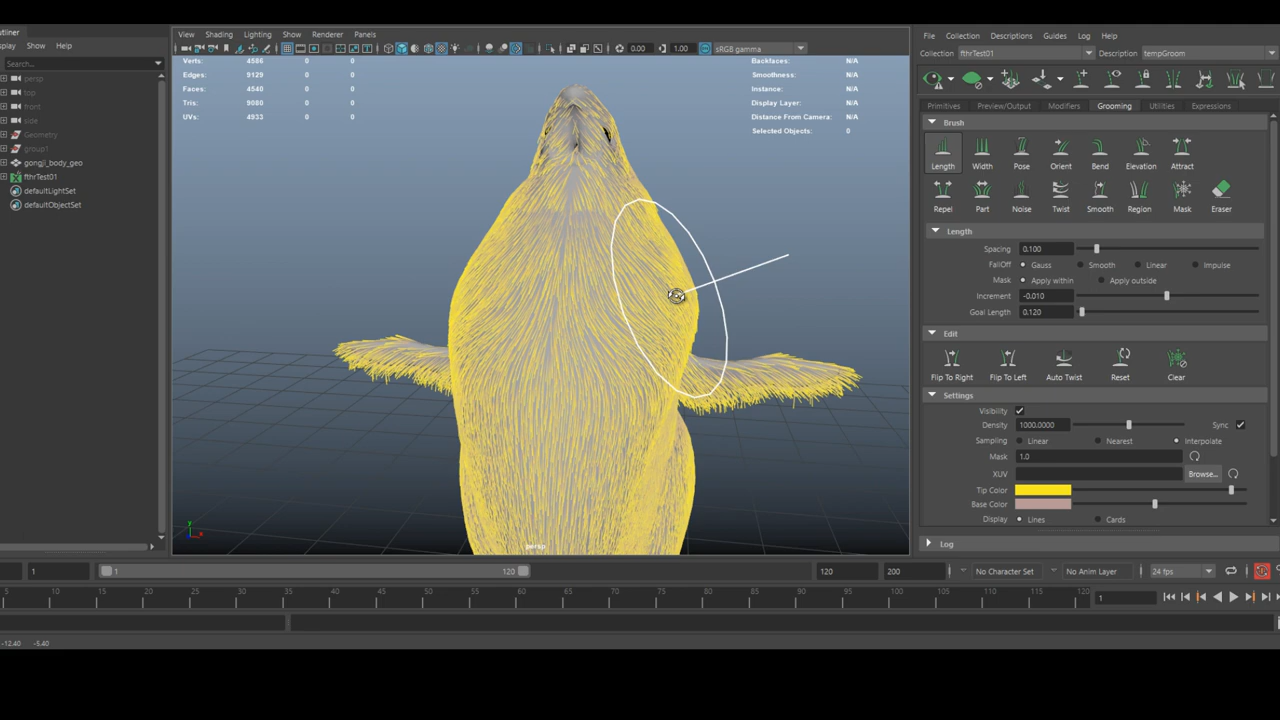 utliner
splay Show Help
Search...
persp
top
front
side
Geometry
group1
gongji_body_geo
fthrTest01
defaultLightSet
defaultObjectSet
View Shading Lighting Show Renderer Panels
0.00 1.00 sRGB gamma
Verts: 4586 0 0
Edges: 9129 0 0
Faces: 4540 0 0
Tris: 9080 0 0
UVs: 4933 0 0
Backfaces: N/A
Smoothness: N/A
Instance: N/A
Display Layer: N/A
Distance From Camera: N/A
Selected Objects: 0
persp
y
x
File Collection Descriptions Guides Log Help
Collection fthrTest01 Description tempGroom
Primitives Preview/Output Modifiers Grooming Utilities Expressions
Brush
Length Width Pose Orient Bend Elevation Attract
Repel Part Noise Twist Smooth Region Mask Eraser
Length
Spacing 0.100
FallOff Gauss Smooth Linear Impulse
Mask Apply within Apply outside
Increment -0.010
Goal Length 0.120
Edit
Flip To Right Flip To Left Auto Twist Reset Clear
Settings
Visibility
Density 1000.0000 Sync
Sampling Linear Nearest Interpolate
Mask 1.0
XUV Browse...
Tip Color
Base Color
Display Lines Cards
Log
1 1 120 120 200 No Character Set No Anim Layer 24 fps
5 10 15 20 25 30 35 40 45 50 55 60 65 70 75 80 85 90 95 100 105 110 115 120 1
-12.40 -5.40